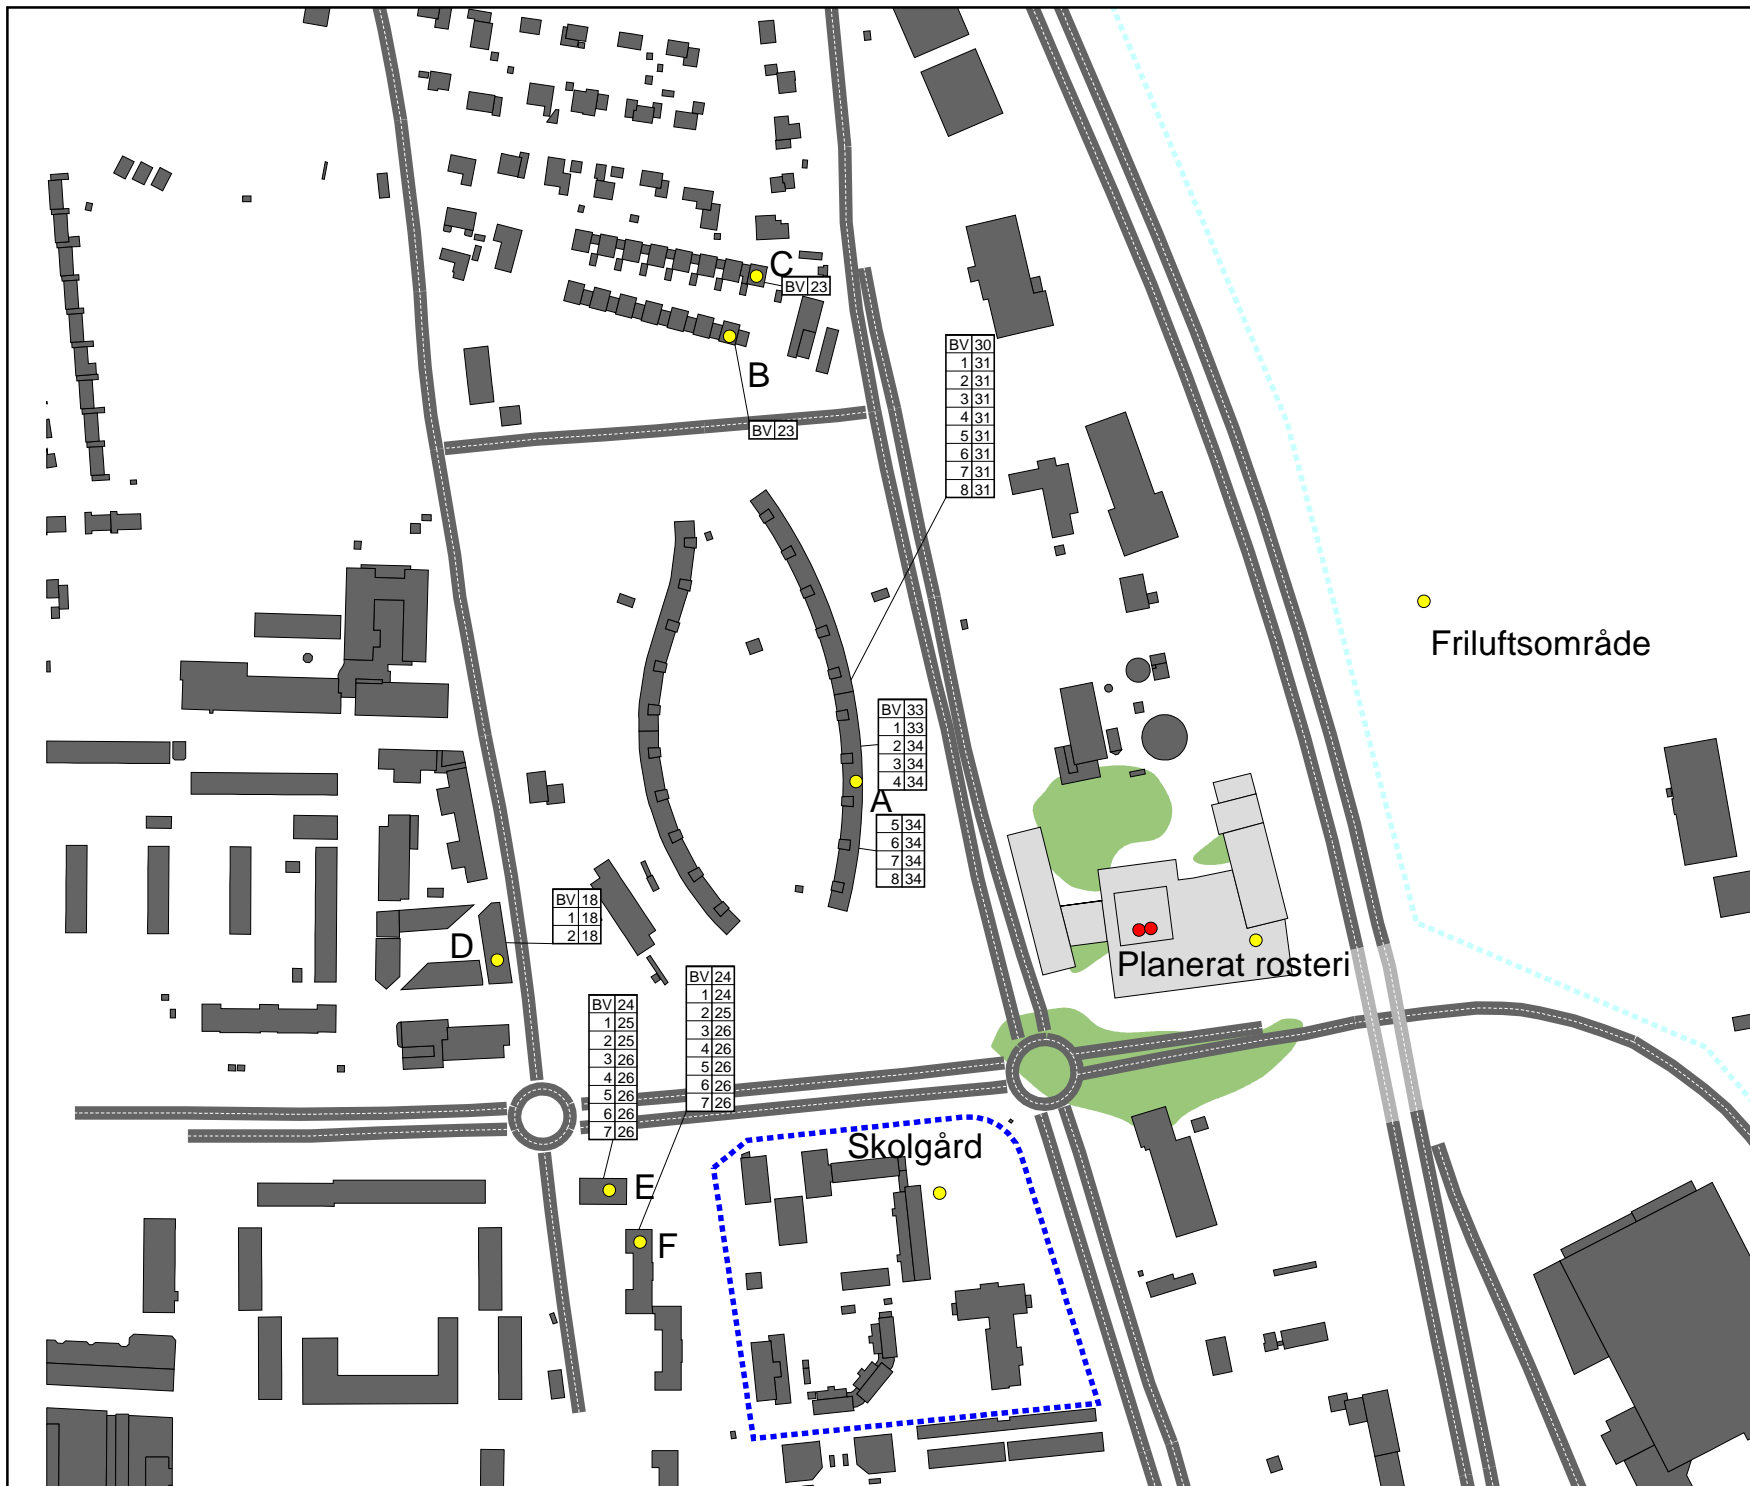 C
BV 23
B
BV 23
BV 30
1 31
2 31
3 31
4 31
5 31
6 31
7 31
8 31
Friluftsområde
BV 33
1 33
2 34
3 34
4 34
A
5 34
6 34
7 34
8 34
BV 18
1 18
2 18
D
Planerat rosteri
BV 24
1 25
2 25
3 26
4 26
5 26
6 26
7 26
BV 24
1 24
2 25
3 26
4 26
5 26
6 26
7 26
Skolgård
E
F